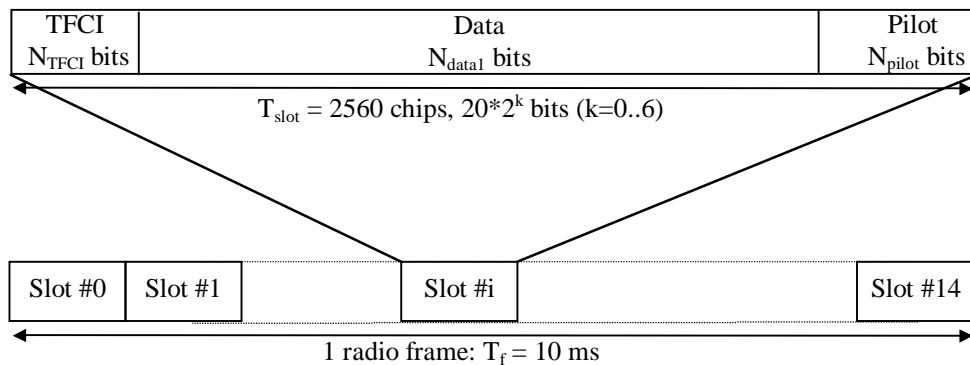 TFCI
N_TFCI bits
Data
N_data1 bits
Pilot
N_pilot bits
T_slot = 2560 chips, 20*2^k bits (k=0..6)
Slot #0 Slot #1 Slot #i Slot #14
1 radio frame: T_f = 10 ms